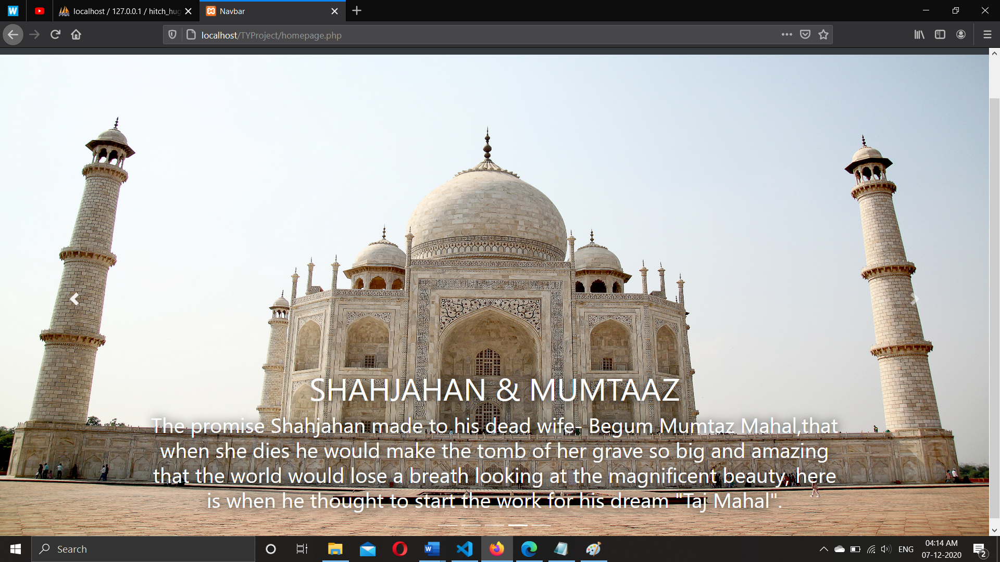 localhost / 127.0.0.1 / hitch_hug
Navbar
localhost/TYProject/homepage.php
SHAHJAHAN & MUMTAAZ
The promise Shahjahan made to his dead wife- Begum Mumtaz Mahal,that
when she dies he would make the tomb of her grave so big and amazing
that the world would lose a breath looking at the magnificent beauty, here
is when he thought to start the work for his dream "Taj Mahal".
Search
ENG
04:14 AM
07-12-2020
2